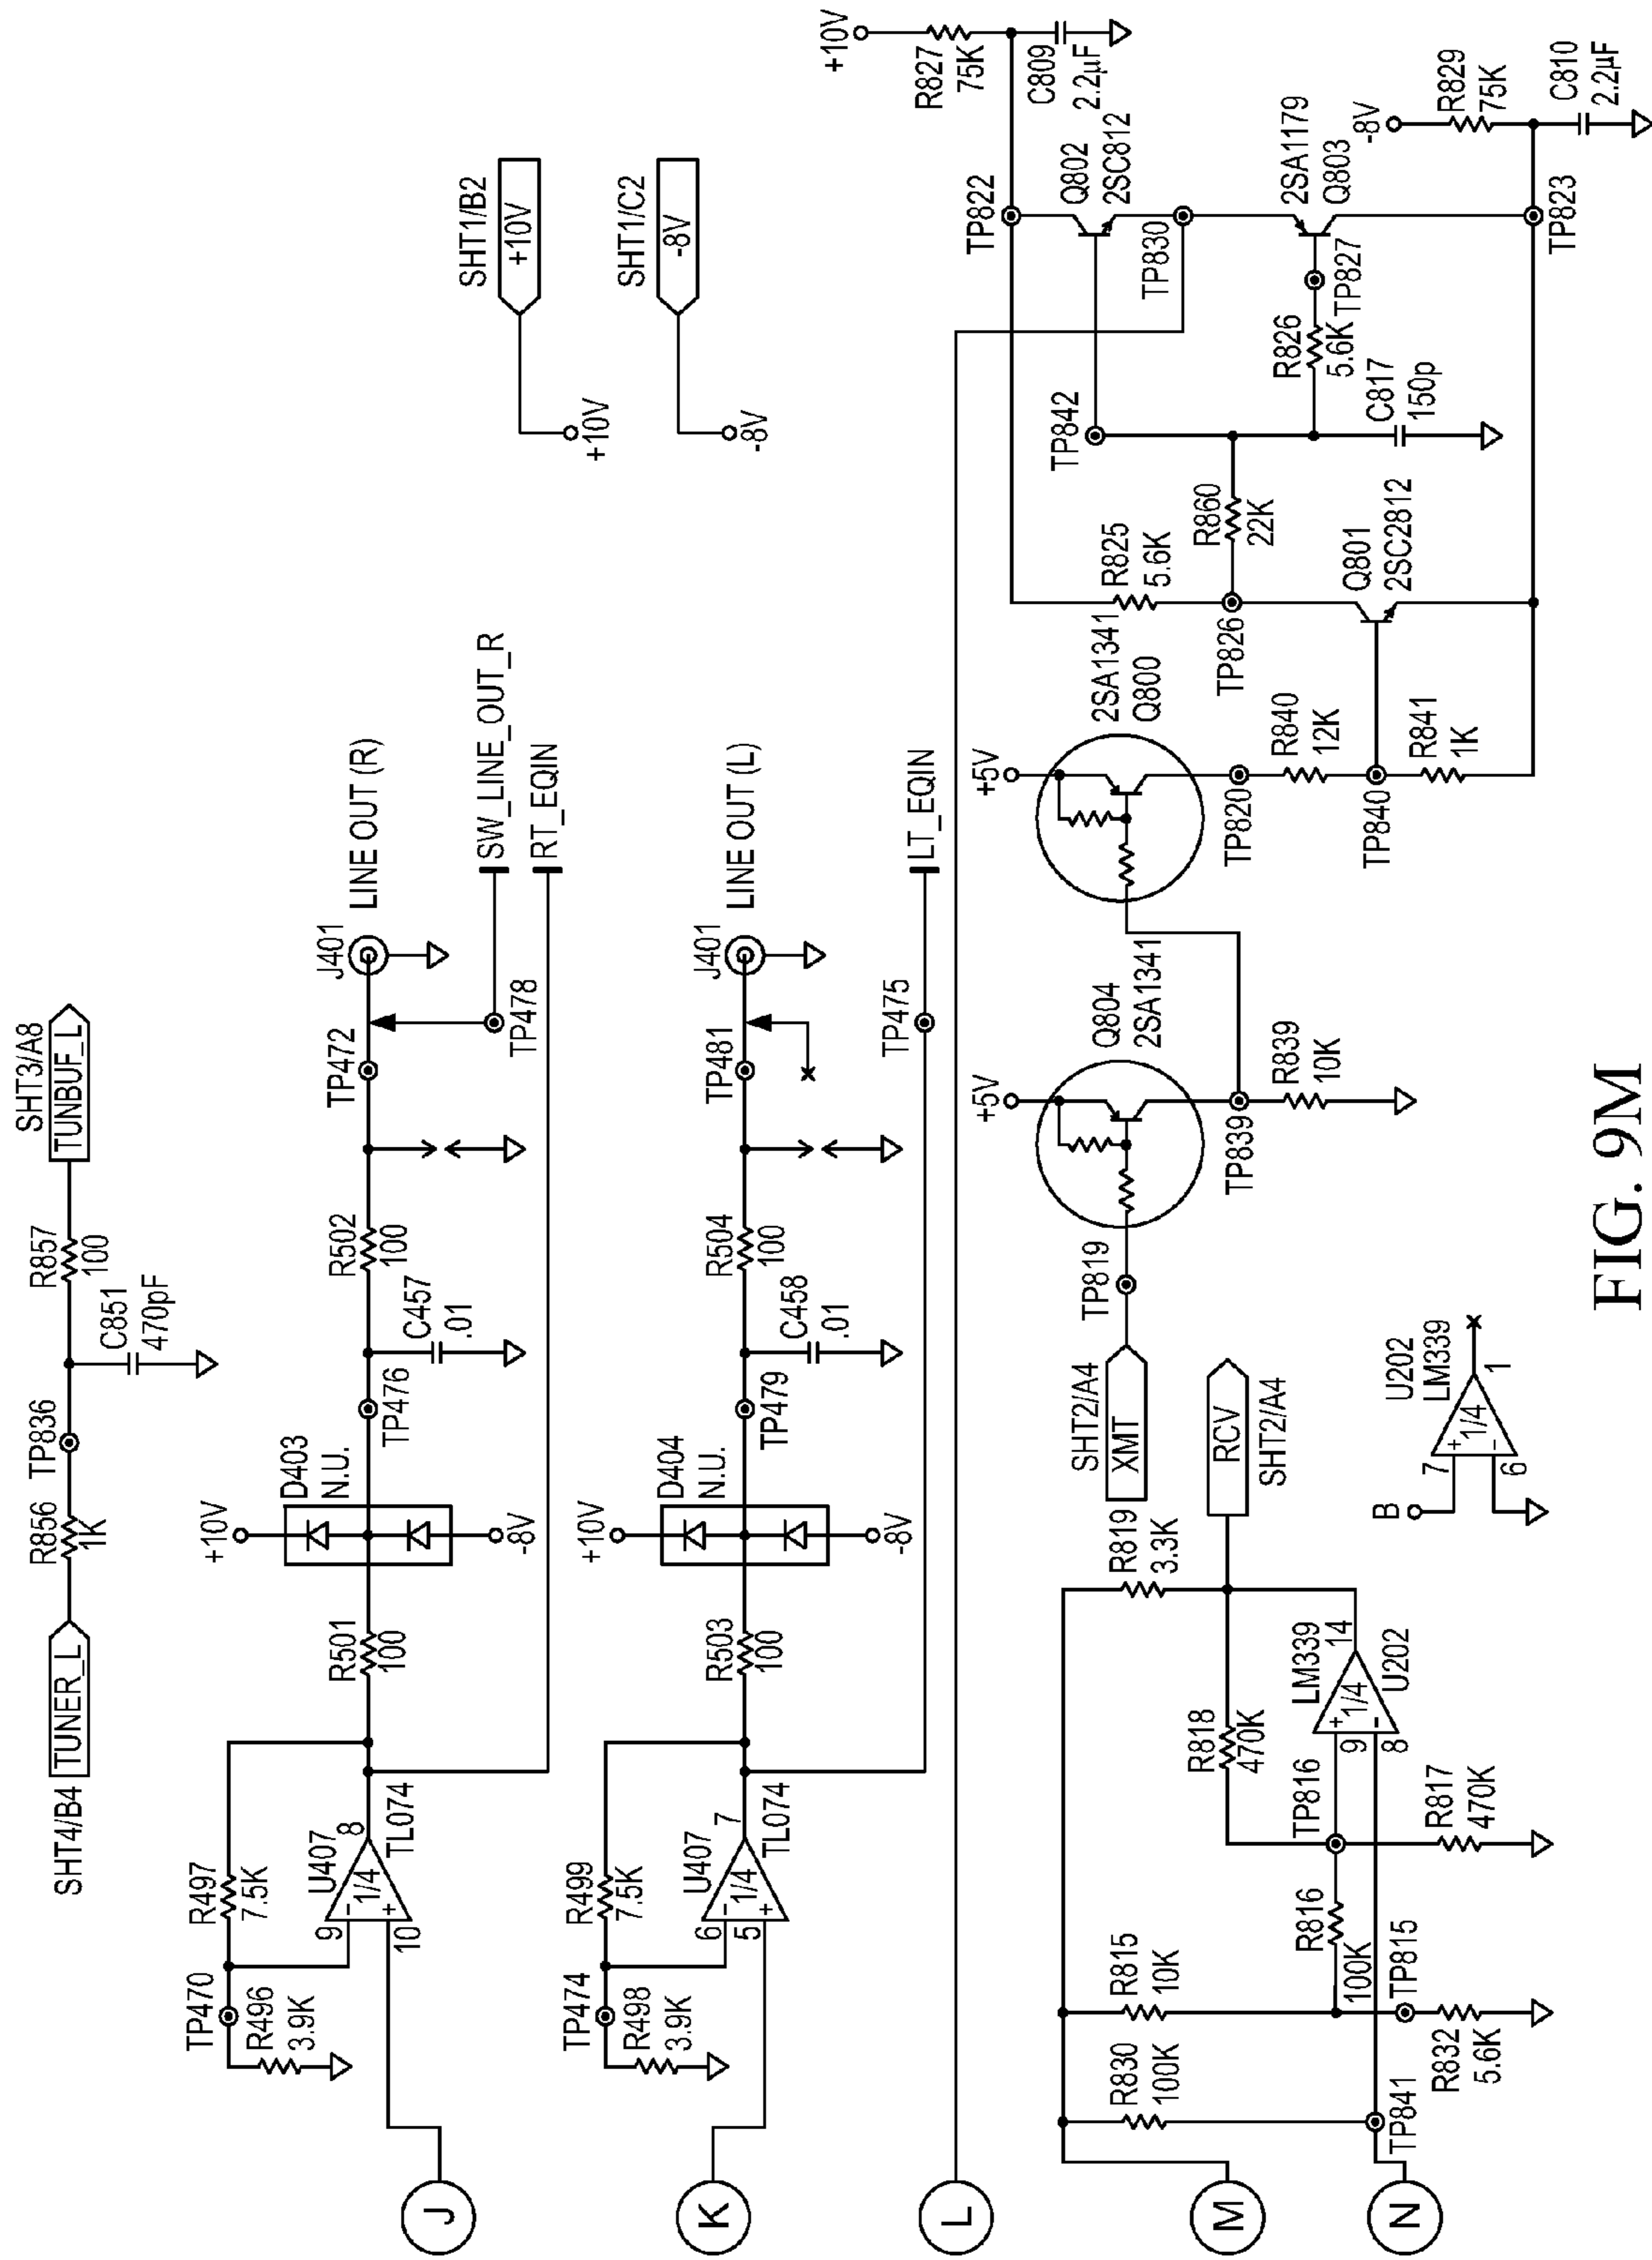 SHT4/B4
TUNER_L
R856
1K
TP836
C851
470pF
R857
100
SHT3/A8
TUNBUF_L
TP470
R496
3.9K
R497
7.5K
U407
9
-
1/4
+
10
8
TL074
R501
100
+10V
D403
N.U.
-8V
TP476
C457
.01
R502
100
TP472
J401
LINE OUT (R)
TP478
SW_LINE_OUT_R
RT_EQIN
J
TP474
R498
3.9K
R499
7.5K
U407
6
-
1/4
+
5
7
TL074
R503
100
+10V
D404
N.U.
-8V
TP479
C458
.01
R504
100
TP481
J401
LINE OUT (L)
TP475
LT_EQIN
K
SHT1/B2
+10V
+10V
SHT1/C2
-8V
-8V
L
M
N
R830
100K
TP841
R815
10K
R816
100K
TP815
R832
5.6K
TP816
R817
470K
R818
470K
LM339
9
+
1/4
-
8
14
U202
R819
3.3K
RCV
SHT2/A4
SHT2/A4
XMT
TP819
B
7
+
1/4
-
6
U202
LM339
1
+5V
Q804
2SA1341
TP839
R839
10K
+5V
2SA1341
Q800
TP820
R840
12K
TP840
R841
1K
R825
5.6K
TP826
R860
22K
Q801
2SC2812
TP842
R826
5.6K
TP827
C817
150p
TP822
Q802
2SC812
TP830
2SA1179
Q803
TP823
+10V
R827
75K
C809
2.2µF
-8V
R829
75K
C810
2.2µF
FIG. 9M